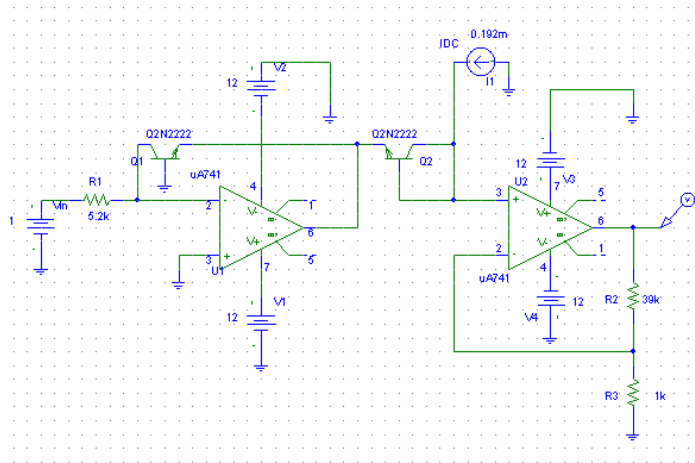 0.192m
IDC
I1
V2
12
Q2N2222
Q1
Q2N2222
Q2
uA741
R1
5.2k
Vin
1
4
2
V-
1
6
V+
5
3
+
U1
7
V1
12
12
V3
U2
7
5
3
+
V+
6
V-
2
1
4
uA741
V4
12
R2
39k
R3
1k
V